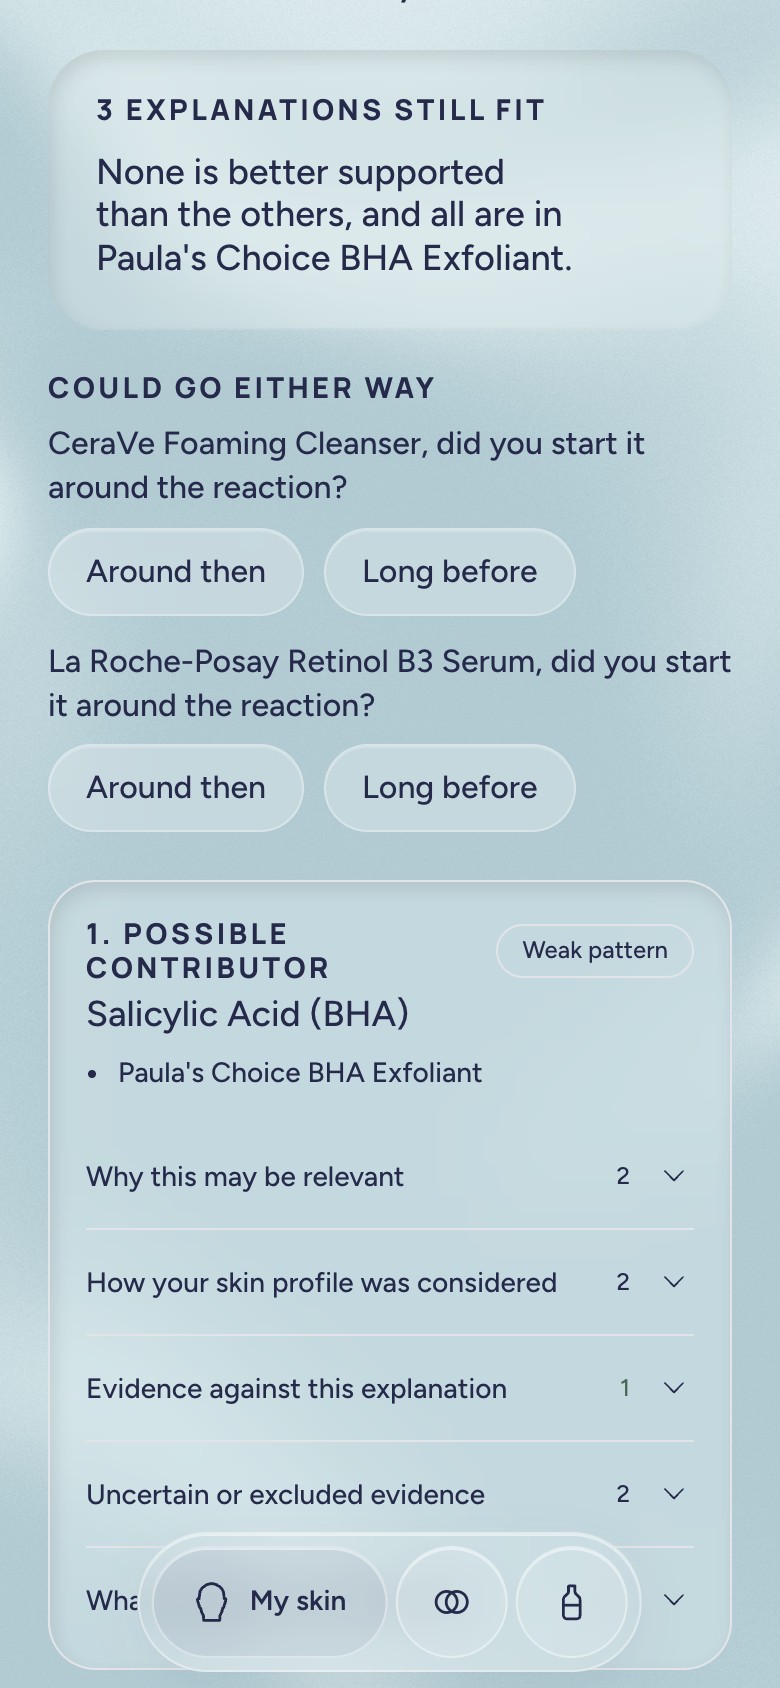 3 EXPLANATIONS STILL FIT
None is better supported
than the others, and all are in
Paula's Choice BHA Exfoliant.
COULD GO EITHER WAY
CeraVe Foaming Cleanser, did you start it
around the reaction?
Around then
Long before
La Roche-Posay Retinol B3 Serum, did you start
it around the reaction?
Around then
Long before
1. POSSIBLE
CONTRIBUTOR
Weak pattern
Salicylic Acid (BHA)
• Paula's Choice BHA Exfoliant
Why this may be relevant 2
How your skin profile was considered 2
Evidence against this explanation 1
Uncertain or excluded evidence 2
My skin